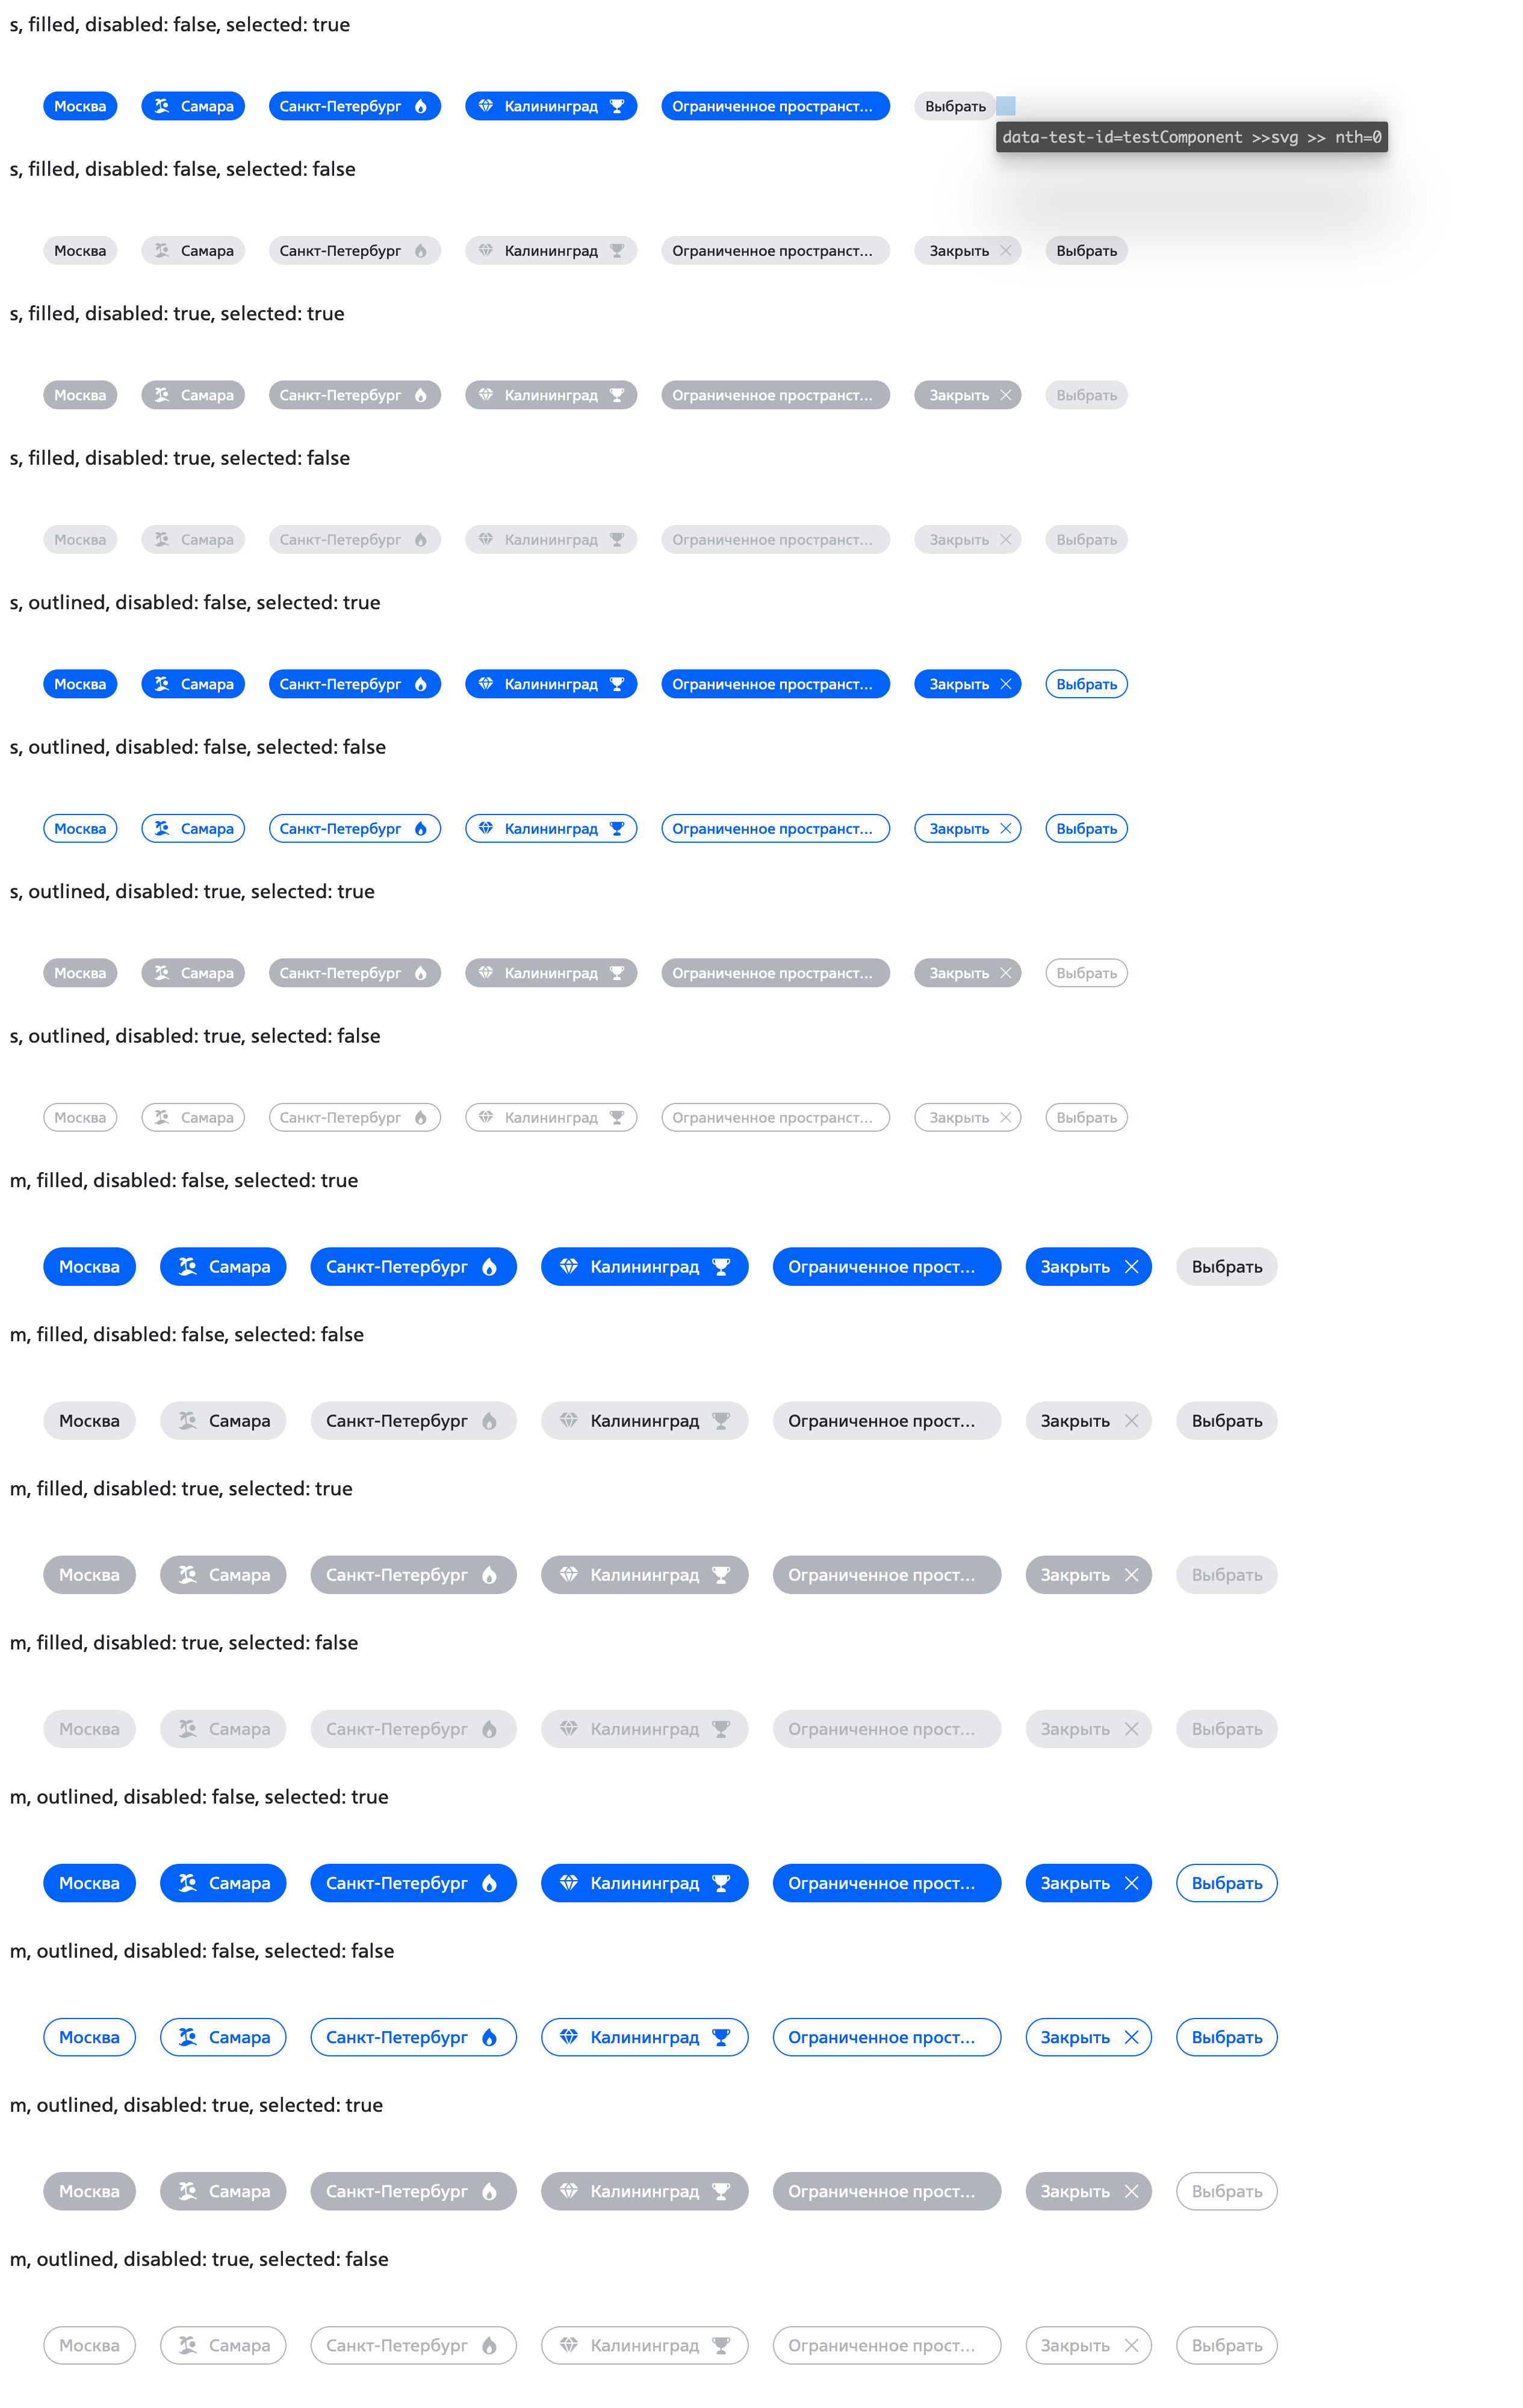 s, filled, disabled: false, selected: true
Москва Самара Санкт-Петербург Калининград Ограниченное пространст... Выбрать
data-test-id=testComponent >>svg >> nth=0
s, filled, disabled: false, selected: false
Москва Самара Санкт-Петербург Калининград Ограниченное пространст... Закрыть Выбрать
s, filled, disabled: true, selected: true
Москва Самара Санкт-Петербург Калининград Ограниченное пространст... Закрыть Выбрать
s, filled, disabled: true, selected: false
Москва Самара Санкт-Петербург Калининград Ограниченное пространст... Закрыть Выбрать
s, outlined, disabled: false, selected: true
Москва Самара Санкт-Петербург Калининград Ограниченное пространст... Закрыть Выбрать
s, outlined, disabled: false, selected: false
Москва Самара Санкт-Петербург Калининград Ограниченное пространст... Закрыть Выбрать
s, outlined, disabled: true, selected: true
Москва Самара Санкт-Петербург Калининград Ограниченное пространст... Закрыть Выбрать
s, outlined, disabled: true, selected: false
Москва Самара Санкт-Петербург Калининград Ограниченное пространст... Закрыть Выбрать
m, filled, disabled: false, selected: true
Москва Самара Санкт-Петербург Калининград Ограниченное прост... Закрыть Выбрать
m, filled, disabled: false, selected: false
Москва Самара Санкт-Петербург Калининград Ограниченное прост... Закрыть Выбрать
m, filled, disabled: true, selected: true
Москва Самара Санкт-Петербург Калининград Ограниченное прост... Закрыть Выбрать
m, filled, disabled: true, selected: false
Москва Самара Санкт-Петербург Калининград Ограниченное прост... Закрыть Выбрать
m, outlined, disabled: false, selected: true
Москва Самара Санкт-Петербург Калининград Ограниченное прост... Закрыть Выбрать
m, outlined, disabled: false, selected: false
Москва Самара Санкт-Петербург Калининград Ограниченное прост... Закрыть Выбрать
m, outlined, disabled: true, selected: true
Москва Самара Санкт-Петербург Калининград Ограниченное прост... Закрыть Выбрать
m, outlined, disabled: true, selected: false
Москва Самара Санкт-Петербург Калининград Ограниченное прост... Закрыть Выбрать